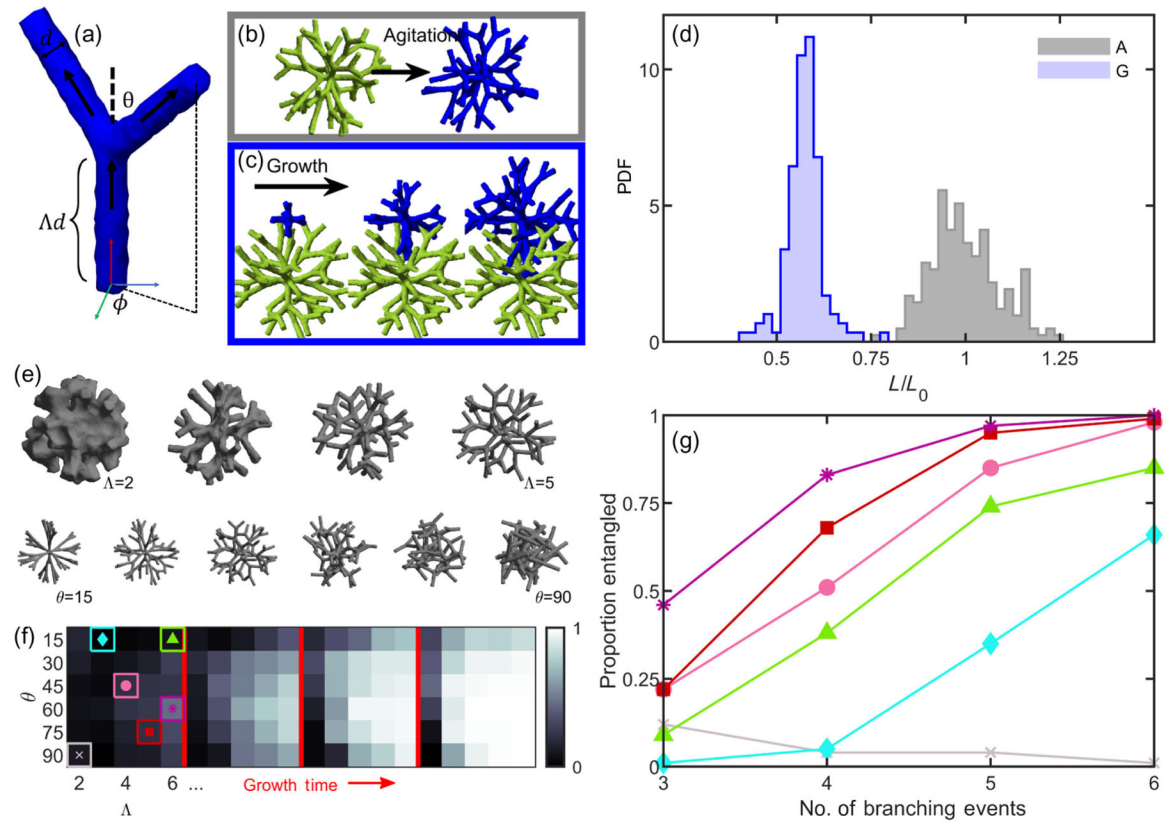 (a)
d
θ
Λd
ϕ
(b)
Agitation
(c)
Growth
(d)
A
G
10
5
0
PDF
0.5
0.75
1
1.25
L/L0
(e)
Λ=2
Λ=5
θ=15
θ=90
(f)
15
30
45
60
75
90
θ
2
4
6
...
Λ
Growth time
1
0
(g)
1
0.75
0.5
0.25
0
Proportion entangled
3
4
5
6
No. of branching events